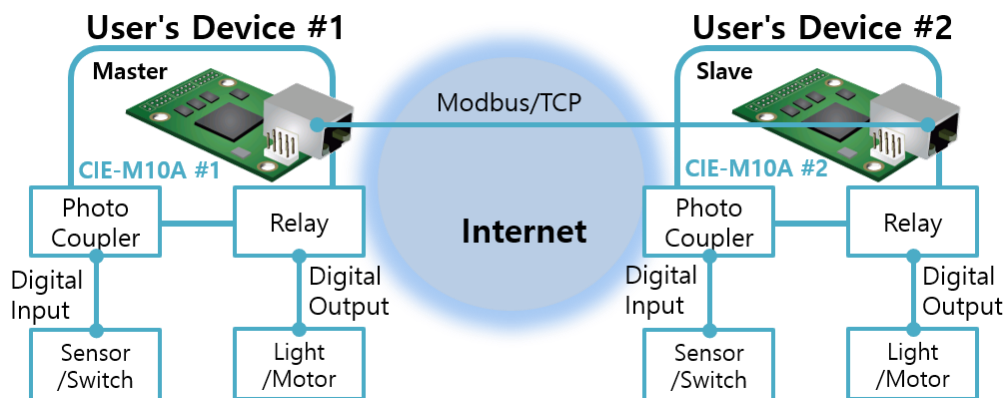 User's Device #1
Master
CIE-M10A #1
Photo
Coupler
Relay
Digital
Input
Digital
Output
Sensor
/Switch
Light
/Motor
Modbus/TCP
Internet
User's Device #2
Slave
CIE-M10A #2
Photo
Coupler
Relay
Digital
Input
Digital
Output
Sensor
/Switch
Light
/Motor